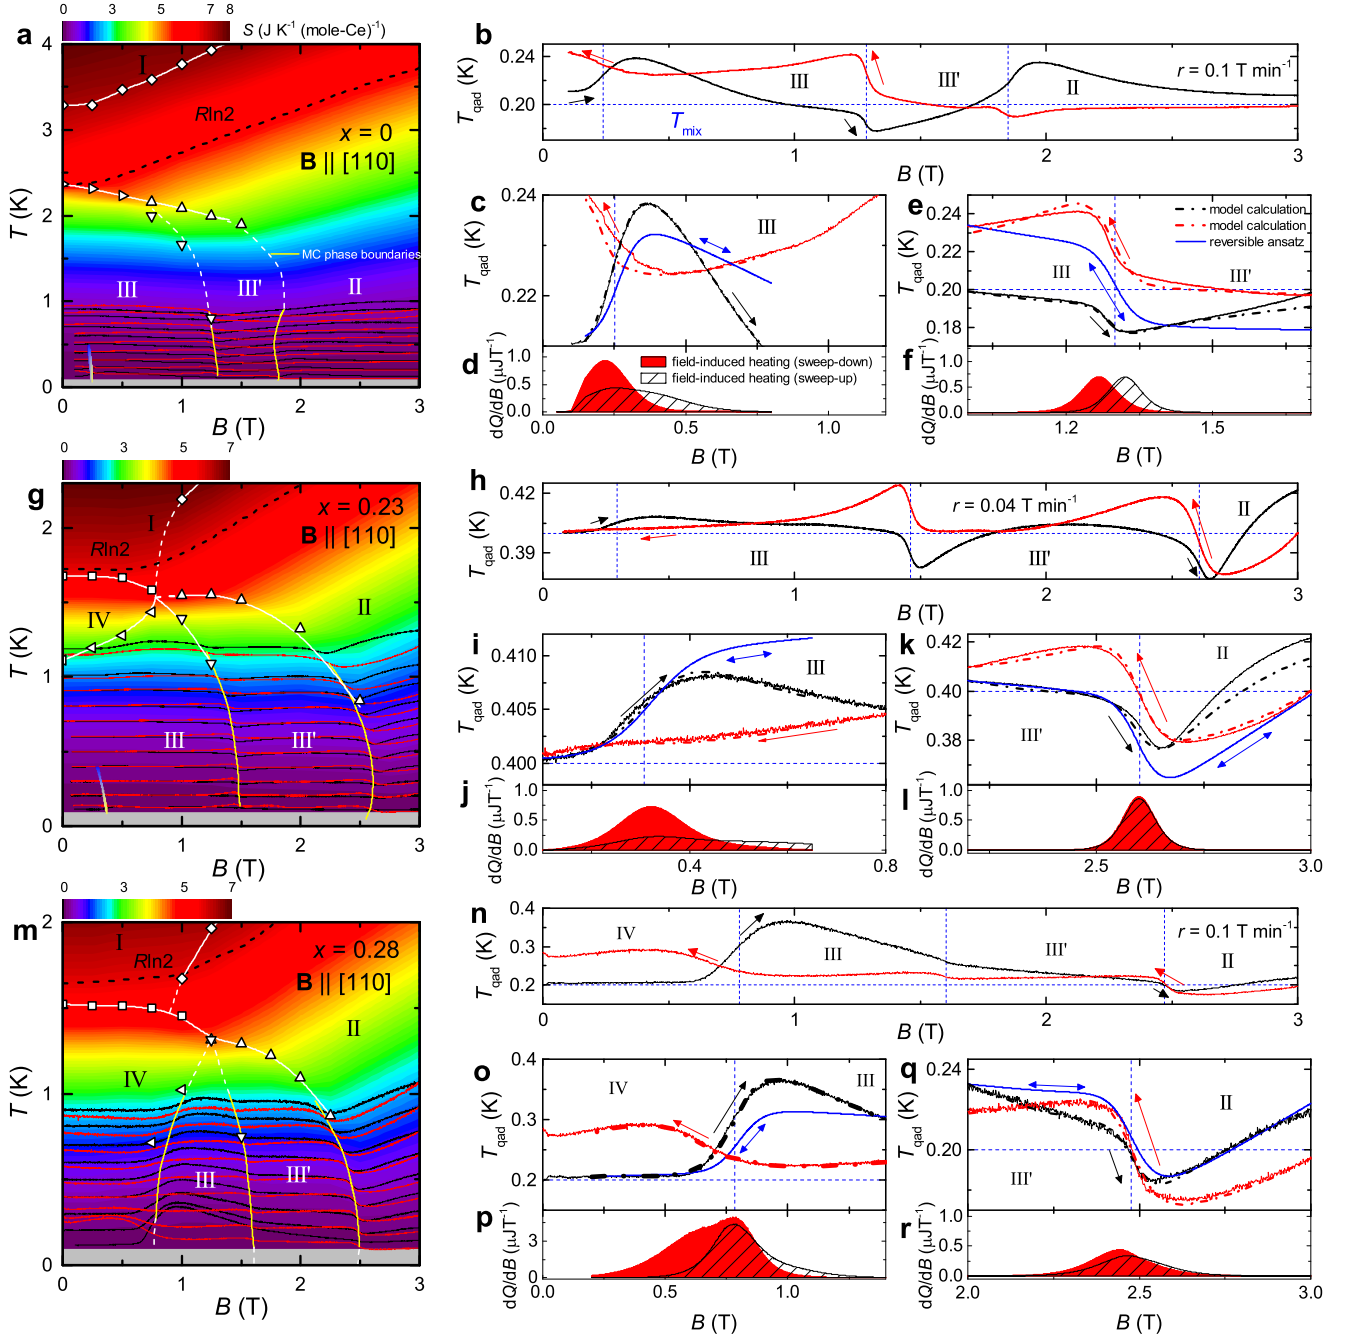 a
0 3 5 7 8
S (J K⁻¹ (mole-Ce)⁻¹)
4
3
2
1
0
T (K)
I
Rln2
x = 0
B || [110]
MC phase boundaries
III
III'
II
0 1 2 3
B (T)
b
0.24
0.20
T_qad (K)
r = 0.1 T min⁻¹
III
III'
II
T_mix
0 1 2 3
B (T)
c
0.24
0.22
T_qad (K)
III
d
1.0
0.5
0.0
dQ/dB (μJT⁻¹)
field-induced heating (sweep-down)
field-induced heating (sweep-up)
0.0 0.5 1.0
B (T)
e
0.24
0.22
0.20
0.18
T_qad (K)
model calculation
model calculation
reversible ansatz
III
III'
f
1.0
0.5
0.0
dQ/dB (μJT⁻¹)
1.2 1.5
B (T)
g
0 3 5 7
2
1
0
T (K)
I
x = 0.23
B || [110]
Rln2
IV
II
III
III'
0 1 2 3
B (T)
h
0.42
0.39
T_qad (K)
r = 0.04 T min⁻¹
II
III
III'
0 1 2 3
B (T)
i
0.410
0.405
0.400
T_qad (K)
III
j
1.0
0.5
0.0
dQ/dB (μJT⁻¹)
0.4 0.8
B (T)
k
0.42
0.40
0.38
T_qad (K)
II
III'
l
1.0
0.5
0.0
dQ/dB (μJT⁻¹)
2.5 3.0
B (T)
m
0 3 5 7
2
1
0
T (K)
I
Rln2
x = 0.28
B || [110]
II
IV
III
III'
0 1 2 3
B (T)
n
0.4
0.3
0.2
T_qad (K)
IV
III
III'
II
r = 0.1 T min⁻¹
0 1 2 3
B (T)
o
0.4
0.3
0.2
T_qad (K)
IV
III
p
3
0
dQ/dB (μJT⁻¹)
0.0 0.5 1.0
B (T)
q
0.24
0.20
T_qad (K)
II
III'
r
1.0
0.5
0.0
dQ/dB (μJT⁻¹)
2.0 2.5 3.0
B (T)